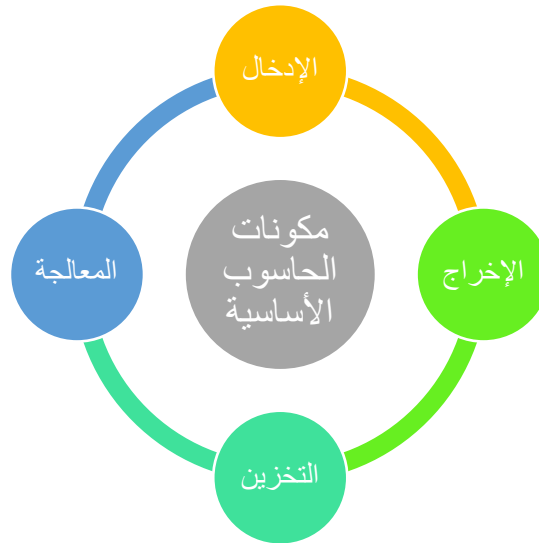 الإدخال
مكونات
الحاسوب
الأساسية
الإخراج
المعالجة
التخزين